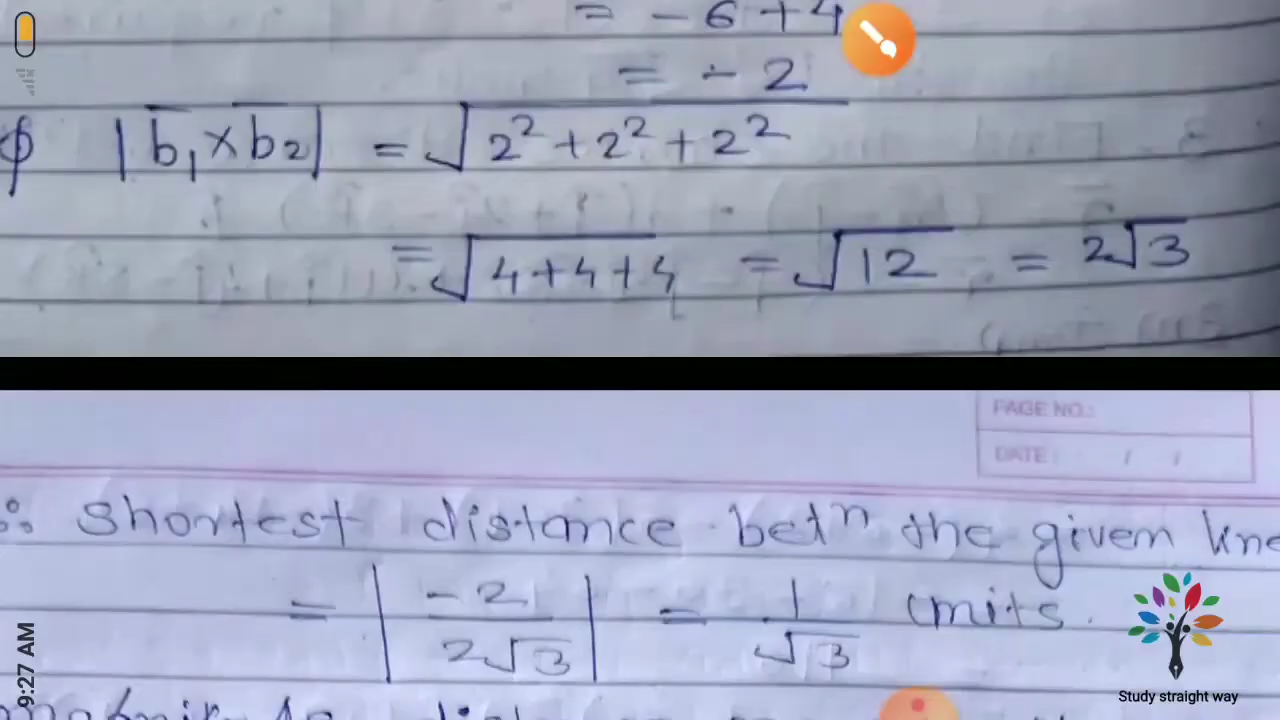 = - 6 + 4
= - 2
|b̄₁ × b̄₂| = √(2² + 2² + 2²)
= √(4 + 4 + 4) = √12 = 2√3
PAGE NO.:
DATE : / /
∴ Shortest distance betⁿ the given line
= |-2 / 2√3| = 1/√3 units.
9:27 AM
Study straight way